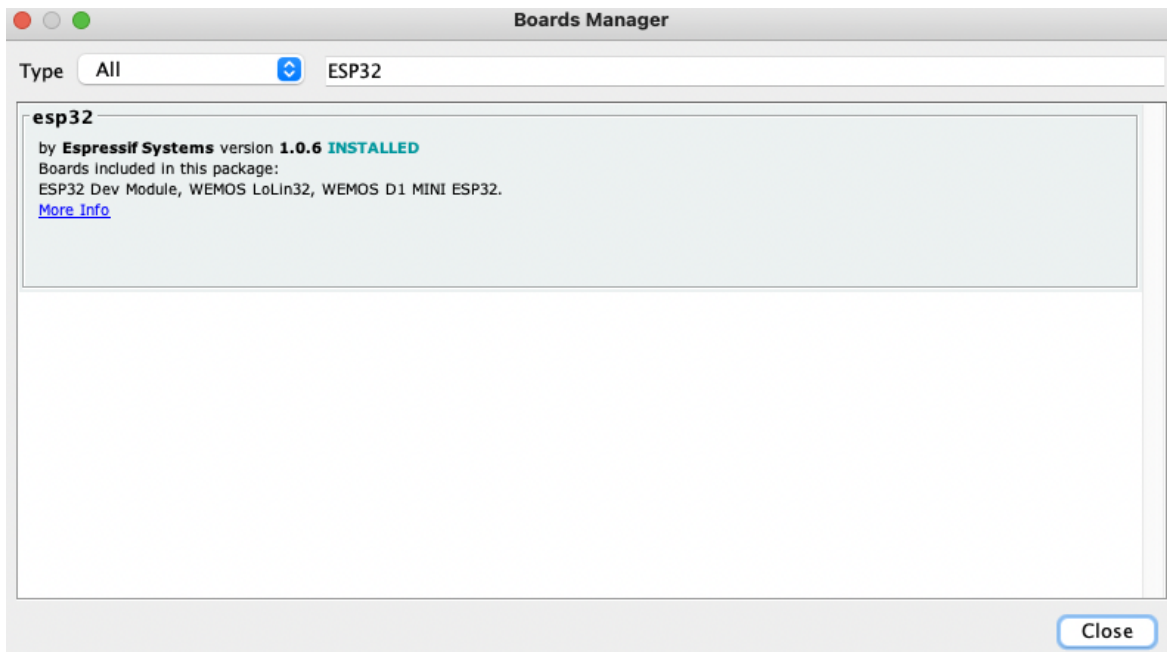 Boards Manager
Type All ESP32
esp32
by Espressif Systems version 1.0.6 INSTALLED
Boards included in this package:
ESP32 Dev Module, WEMOS LoLin32, WEMOS D1 MINI ESP32.
More Info
Close